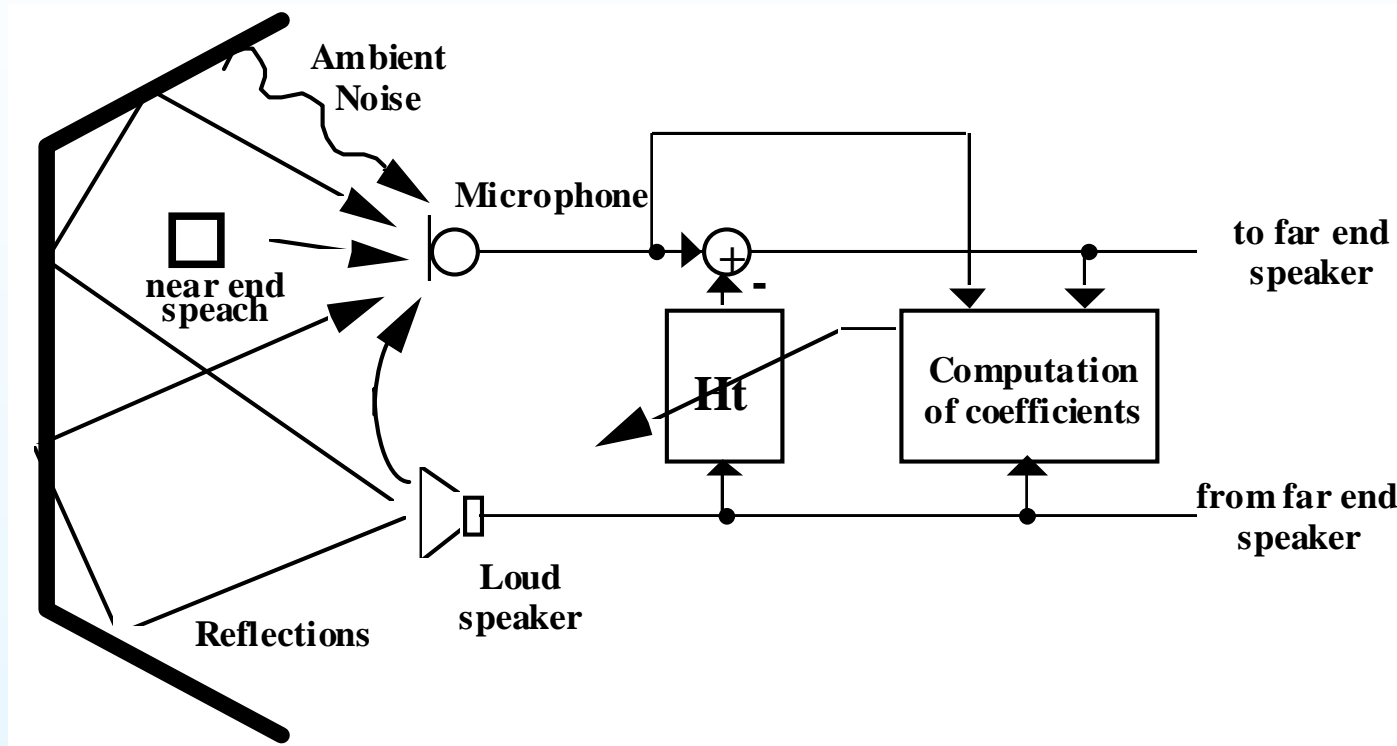 Ambient
Noise
Microphone
to far end
speaker
near end
speach
+
-
Ht
Computation
of coefficients
from far end
speaker
Loud
speaker
Reflections